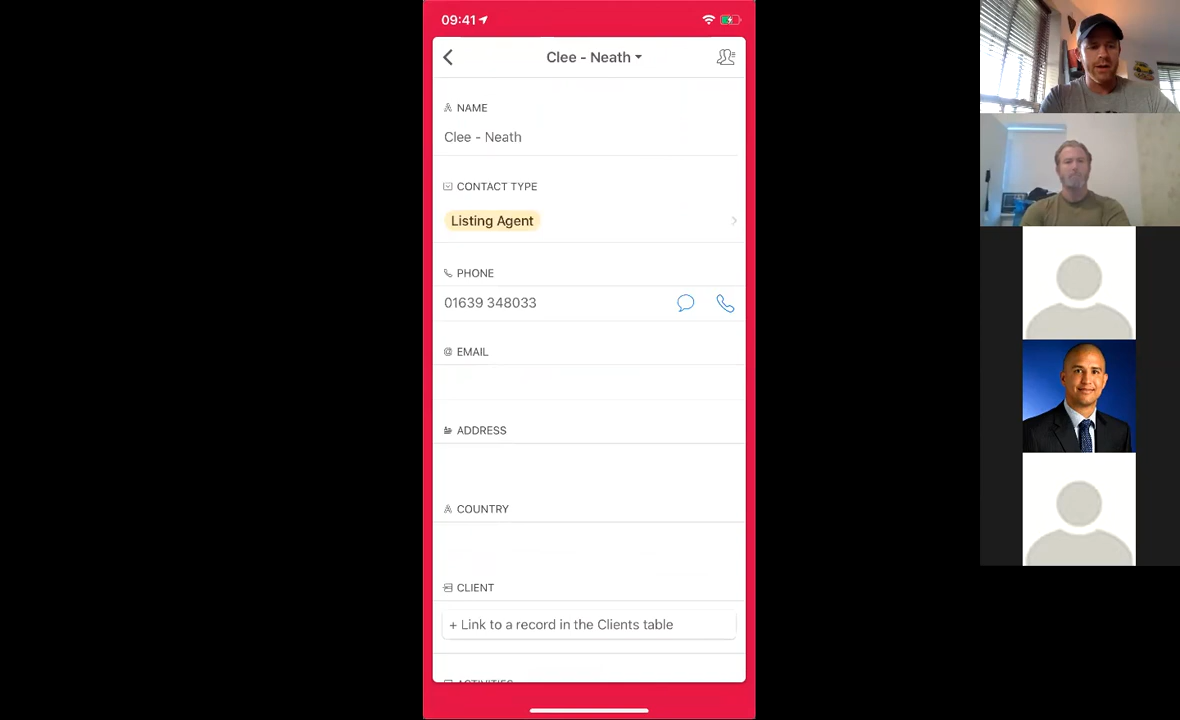 09:41
Clee - Neath
NAME
Clee - Neath
CONTACT TYPE
Listing Agent
PHONE
01639 348033
EMAIL
ADDRESS
COUNTRY
CLIENT
+ Link to a record in the Clients table
ACTIVITIES